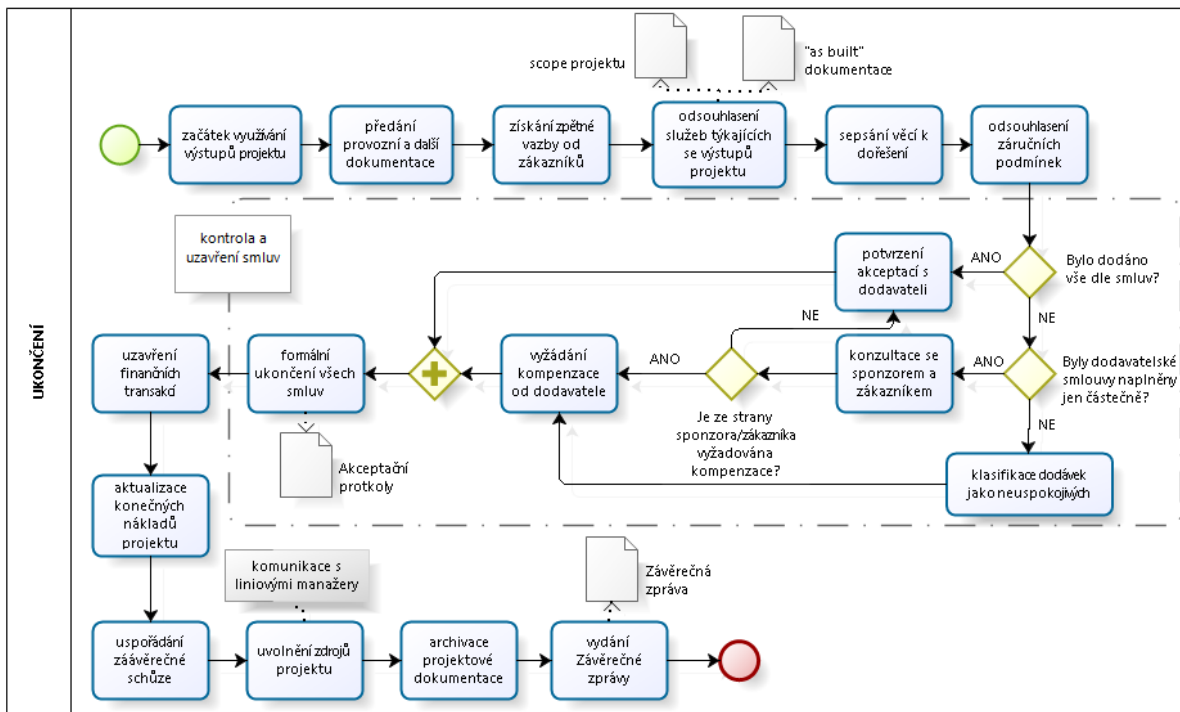 UKONČENÍ
scope projektu
"as built"
dokumentace
začátek využívání
výstupů projektu
předání
provozní a další
dokumentace
získání zpětné
vazby od
zákazníků
odsouhlasení
služeb týkajících
se výstupů
projektu
sepsání věcí k
dořešení
odsouhlasení
záručních
podmínek
kontrola a
uzavření smluv
potvrzení
akceptací s
dodavateli
ANO
Bylo dodáno
vše dle smluv?
NE
NE
uzavření
finančních
transakcí
formální
ukončení všech
smluv
vyžádání
kompenzace
od dodavatele
ANO
konzultace se
sponzorem a
zákazníkem
ANO
Byly dodavatelské
smlouvy naplněny
jen částečně?
NE
Je ze strany
sponzora/zákazníka
vyžadována
kompenzace?
Akceptační
protkoly
klasifikace dodávek
jako neuspokojivých
aktualizace
konečných
nákladů
projektu
komunikace s
liniovými manažery
Závěrečná
zpráva
uspořádání
záávěrečné
schůze
uvolnění zdrojů
projektu
archivace
projektové
dokumentace
vydání
Závěrečné
zprávy